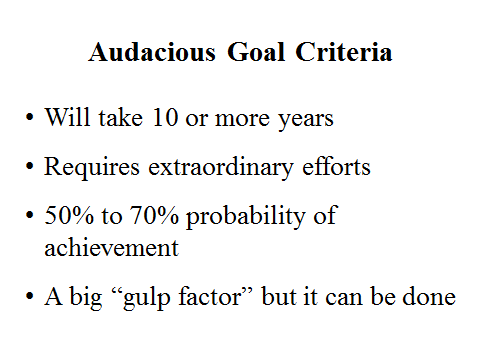 Audacious Goal Criteria
• Will take 10 or more years
• Requires extraordinary efforts
• 50% to 70% probability of
achievement
• A big “gulp factor” but it can be done